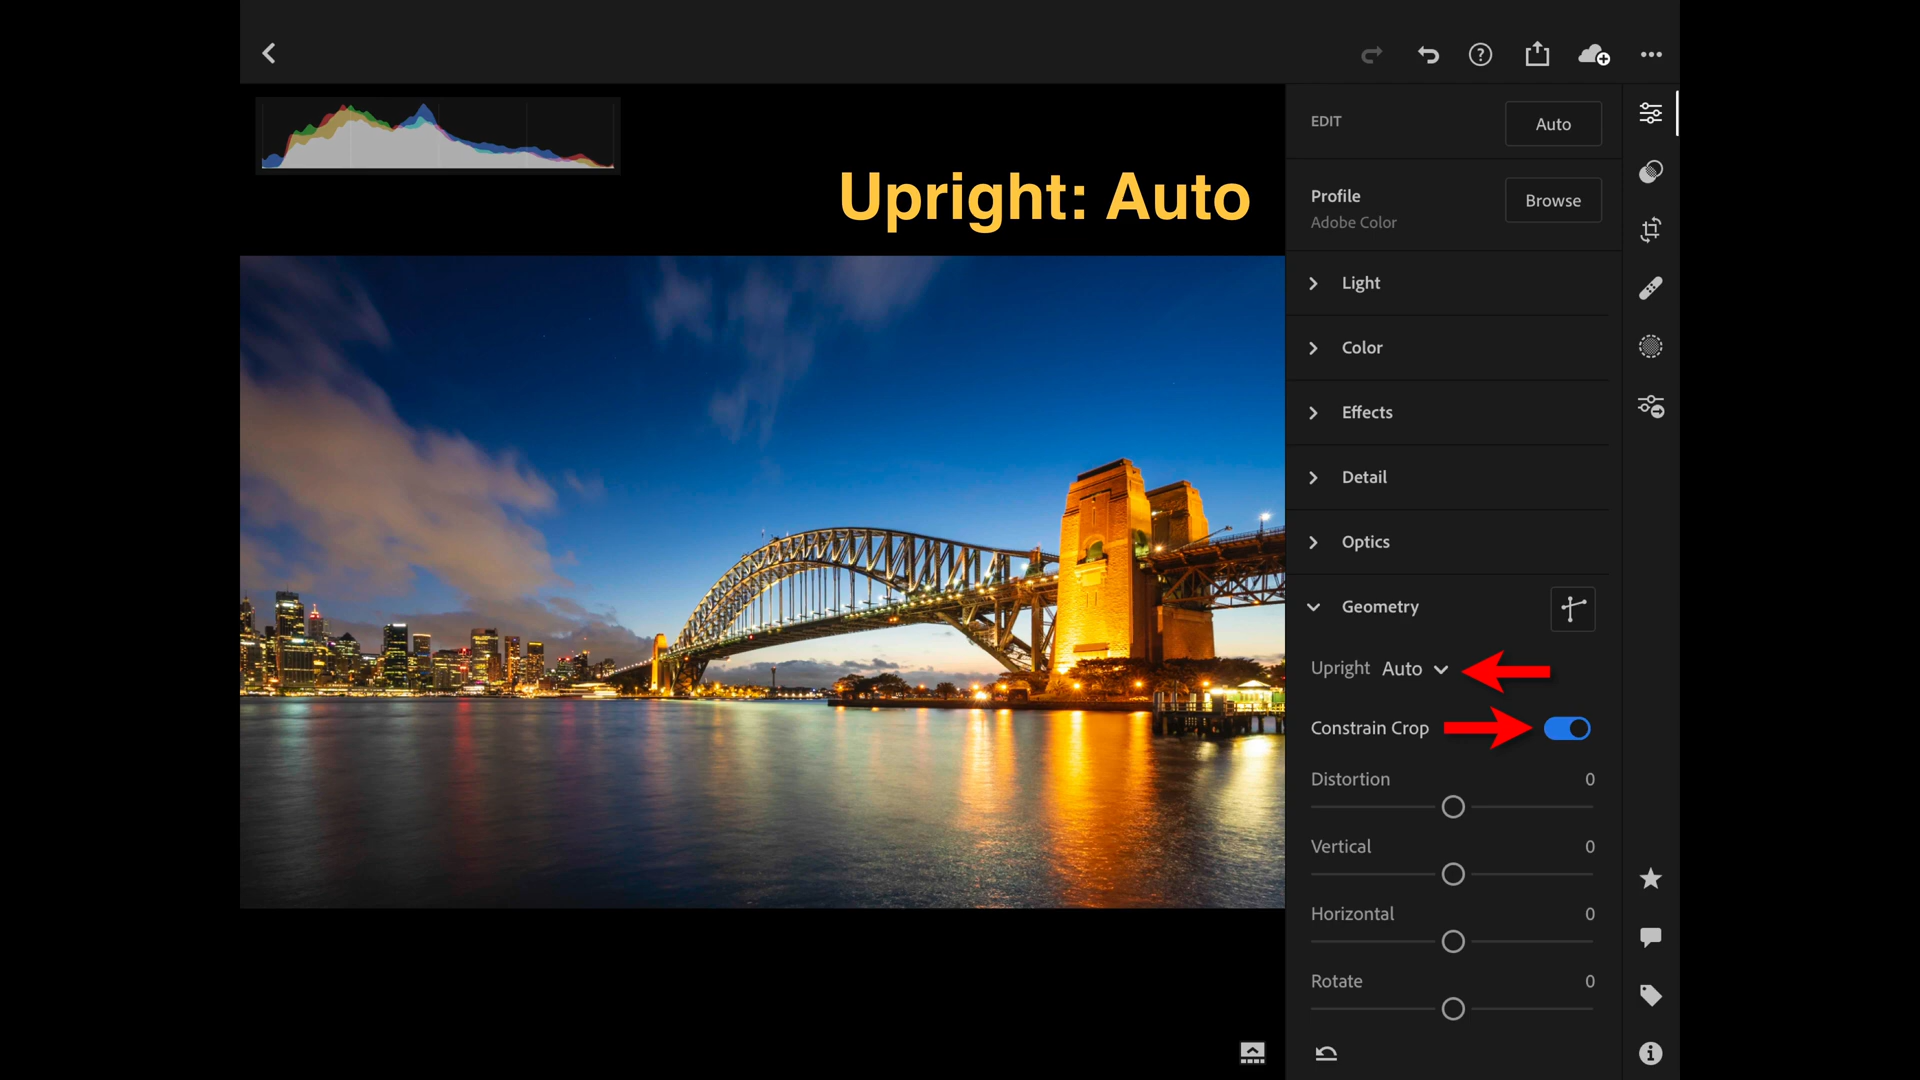 Upright: Auto
EDIT
Auto
Profile
Adobe Color
Browse
Light
Color
Effects
Detail
Optics
Geometry
Upright Auto
Constrain Crop
Distortion 0
Vertical 0
Horizontal 0
Rotate 0